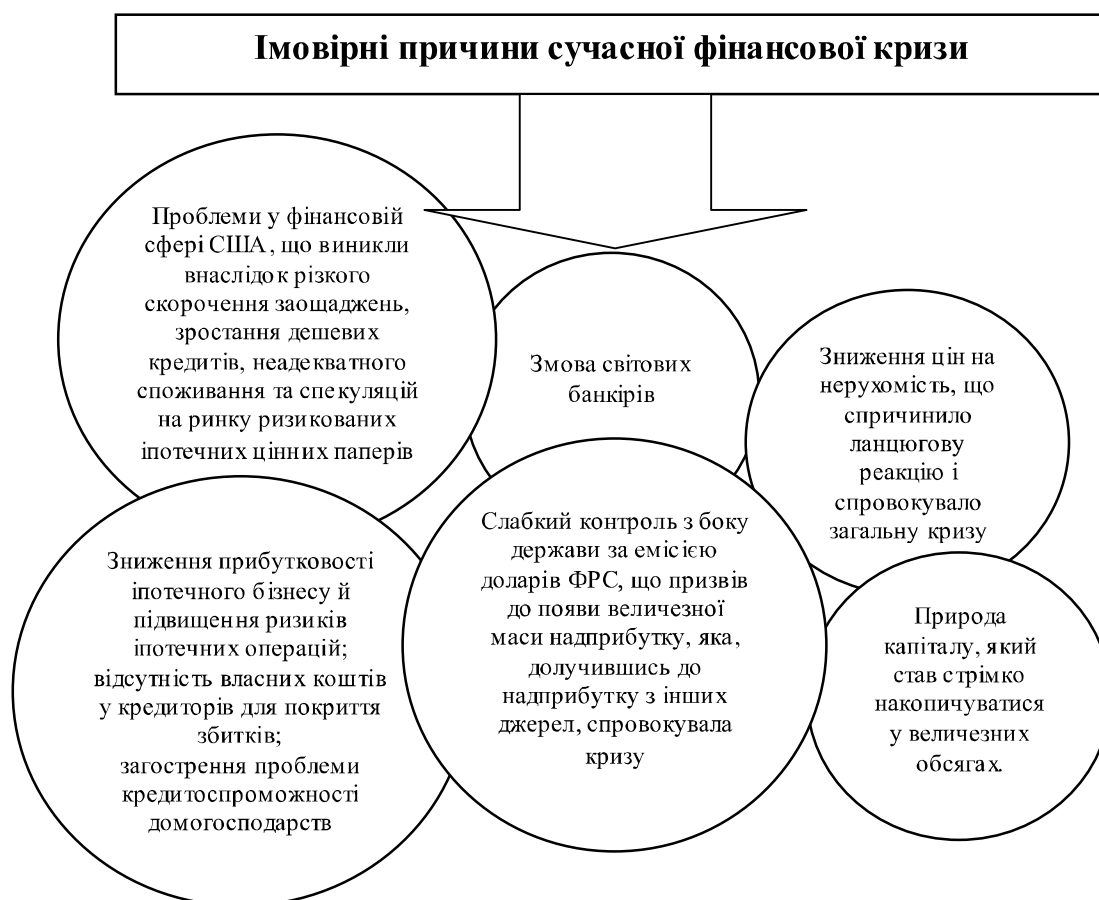 Імовірні причини сучасної фінансової кризи
Проблеми у фінансовій
сфері США, що виникли
внаслідок різкого
скорочення заощаджень,
зростання дешевих
кредитів, неадекватного
споживання та спекуляцій
на ринку ризикованих
іпотечних цінних паперів
Змова світових
банкірів
Зниження цін на
нерухомість, що
спричинило
ланцюгову
реакцію і
спровокувало
загальну кризу
Зниження прибутковості
іпотечного бізнесу й
підвищення ризиків
іпотечних операцій;
відсутність власних коштів
у кредиторів для покриття
збитків;
загострення проблеми
кредитоспроможності
домогосподарств
Слабкий контроль з боку
держави за емісією
доларів ФРС, що призвів
до появи величезної
маси надприбутку, яка,
долучившись до
надприбутку з інших
джерел, спровокувала
кризу
Природа
капіталу, який
став стрімко
накопичуватися
у величезних
обсягах.